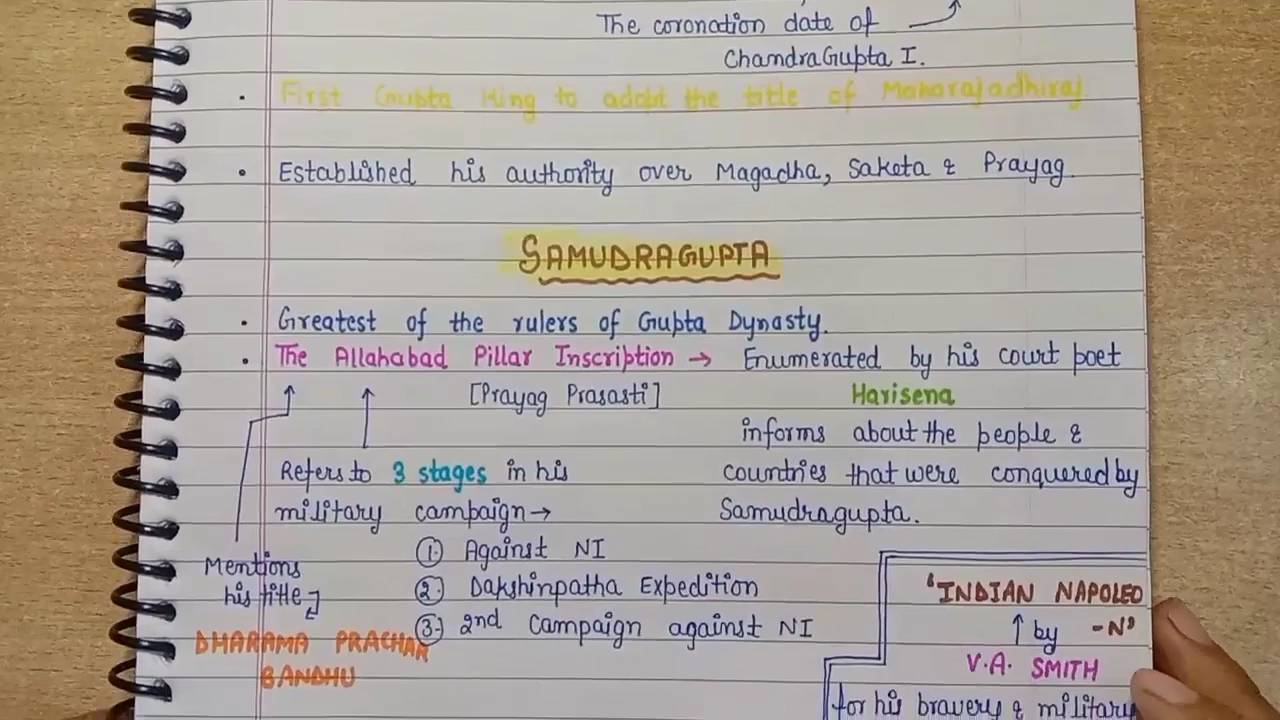 The coronation date of
ChandraGupta I.
• First Gupta King to adobt the title of Maharajadhiraj
• Established his authority over Magadha, Saketa & Prayag
SAMUDRAGUPTA
• Greatest of the rulers of Gupta Dynasty.
• The Allahabad Pillar Inscription → Enumerated by his court poet
[Prayag Prasasti] Harisena
informs about the people &
countries that were conquered by
Samudragupta.
Refers to 3 stages in his
military campaign →
① Against NI
② Dakshinpatha Expedition
③ 2nd Campaign against NI
Mentions
his title
DHARAMA PRACHAR
BANDHU
'INDIAN NAPOLEO
-N'
↑ by
V.A. SMITH
for his bravery & military